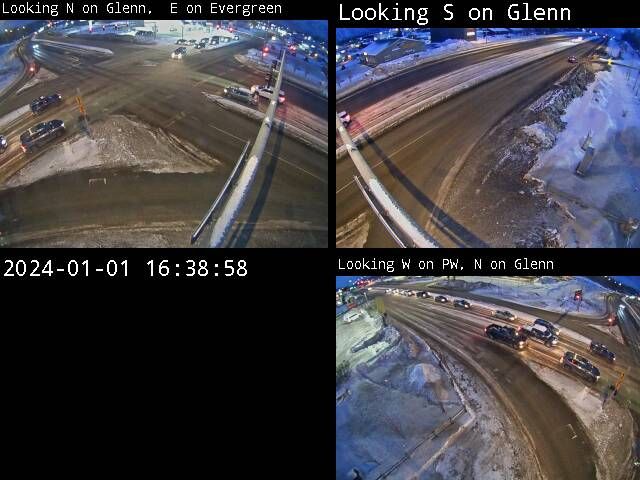 Looking N on Glenn,  E on Evergreen
Looking S on Glenn
2024-01-01 16:38:58
Looking W on PW, N on Glenn